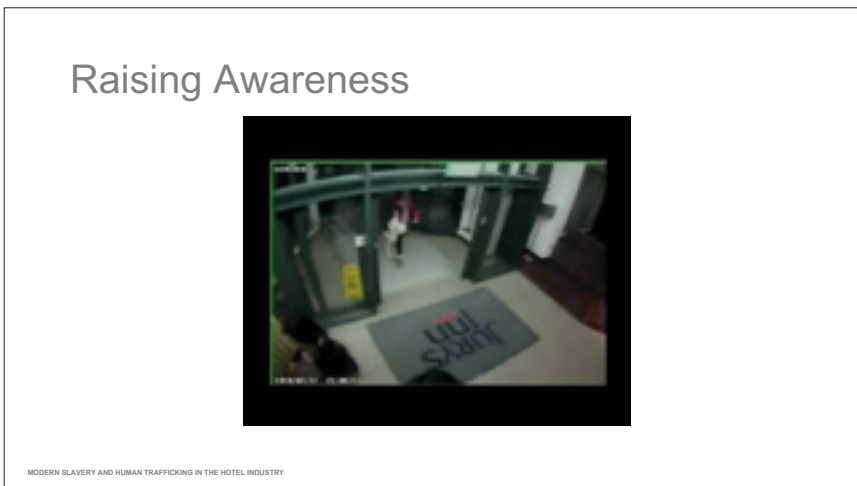 Raising Awareness
JURYS
Inn
MODERN SLAVERY AND HUMAN TRAFFICKING IN THE HOTEL INDUSTRY